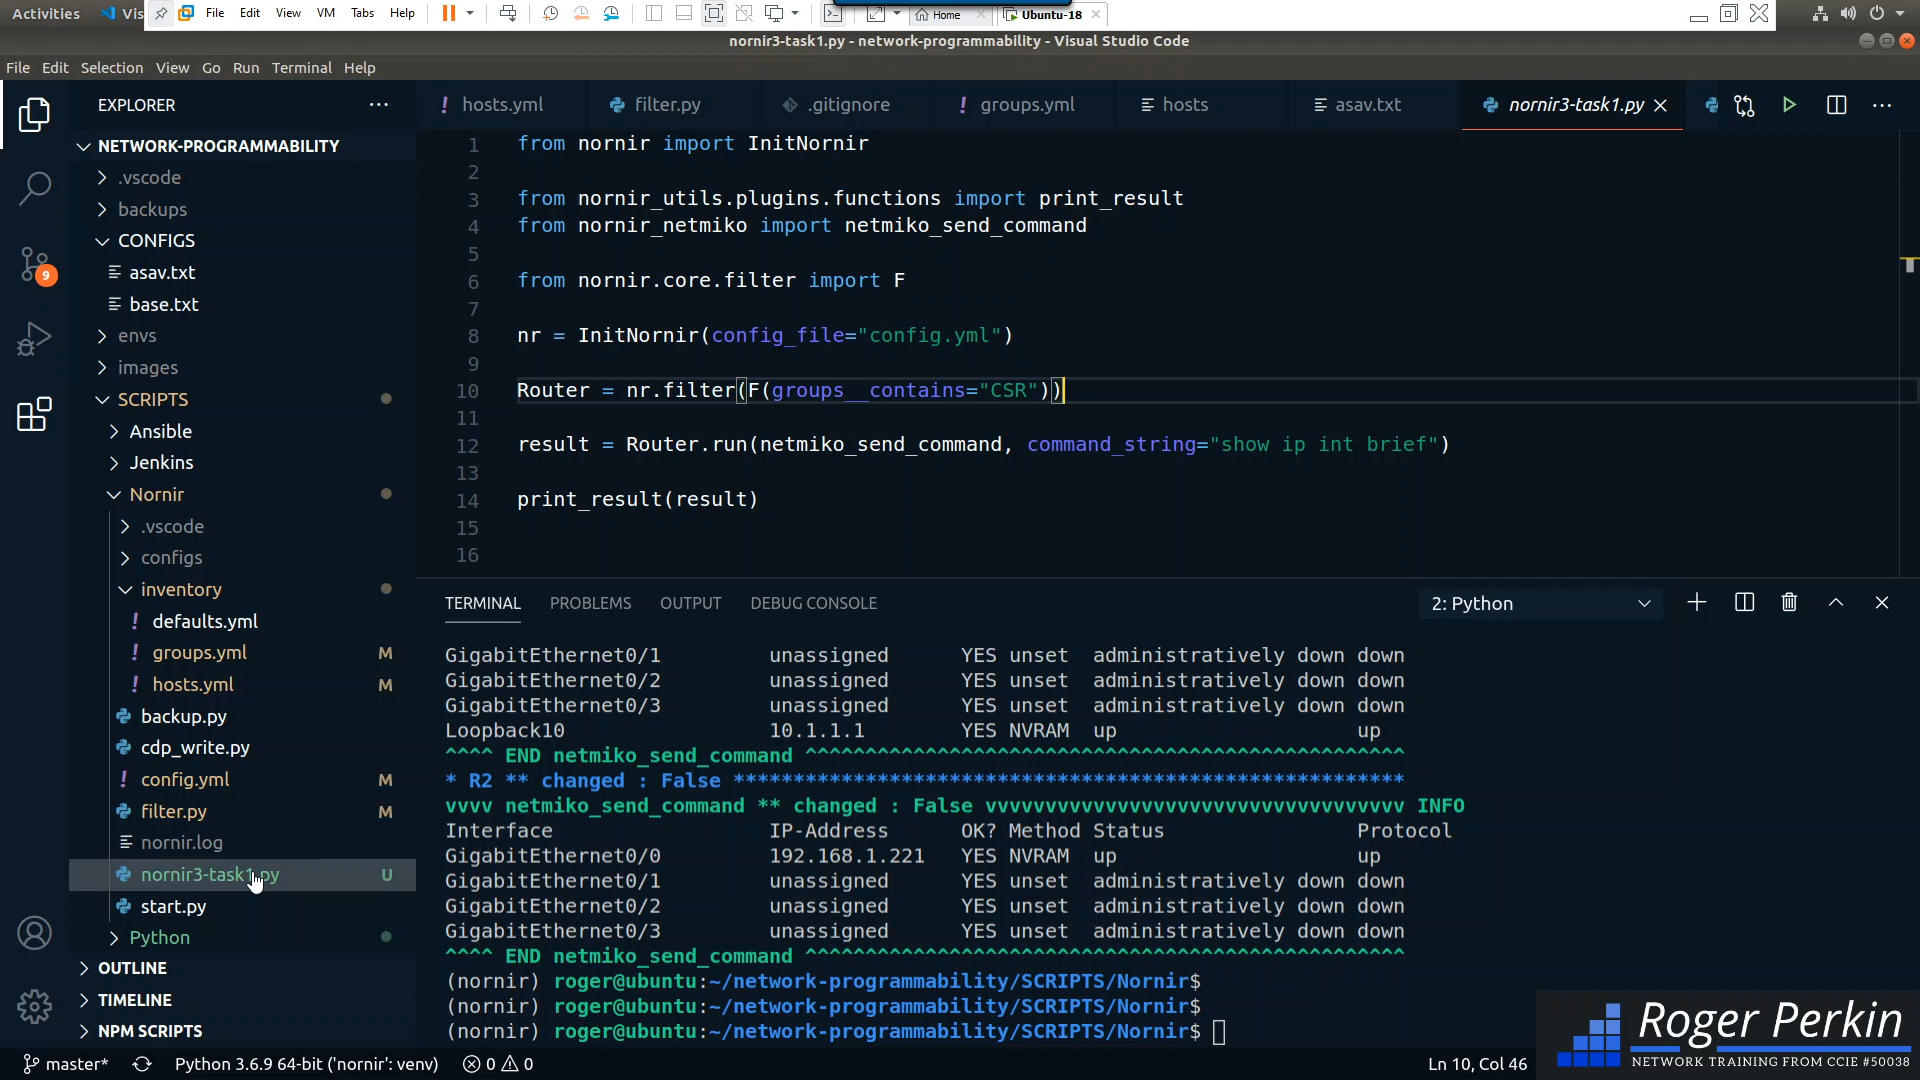 Activities
Vis
File Edit View VM Tabs Help
Home
Ubuntu-18
nornir3-task1.py - network-programmability - Visual Studio Code
File Edit Selection View Go Run Terminal Help
EXPLORER
hosts.yml
filter.py
.gitignore
groups.yml
hosts
asav.txt
nornir3-task1.py
NETWORK-PROGRAMMABILITY
.vscode
backups
CONFIGS
asav.txt
base.txt
envs
images
SCRIPTS
Ansible
Jenkins
Nornir
.vscode
configs
inventory
defaults.yml
groups.yml M
hosts.yml M
backup.py
cdp_write.py
config.yml M
filter.py M
nornir.log
nornir3-task1.py U
start.py
Python
OUTLINE
TIMELINE
NPM SCRIPTS
9
1 from nornir import InitNornir
2
3 from nornir_utils.plugins.functions import print_result
4 from nornir_netmiko import netmiko_send_command
5
6 from nornir.core.filter import F
7
8 nr = InitNornir(config_file="config.yml")
9
10 Router = nr.filter(F(groups__contains="CSR"))
11
12 result = Router.run(netmiko_send_command, command_string="show ip int brief")
13
14 print_result(result)
15
16
TERMINAL PROBLEMS OUTPUT DEBUG CONSOLE
2: Python
GigabitEthernet0/1 unassigned YES unset administratively down down
GigabitEthernet0/2 unassigned YES unset administratively down down
GigabitEthernet0/3 unassigned YES unset administratively down down
Loopback10 10.1.1.1 YES NVRAM up up
^^^^ END netmiko_send_command ^^^^^^^^^^^^^^^^^^^^^^^^^^^^^^^^^^^^^^^^^^^^^^^^^^
* R2 ** changed : False ********************************************************
vvvv netmiko_send_command ** changed : False vvvvvvvvvvvvvvvvvvvvvvvvvvvvvvvvvvv INFO
Interface IP-Address OK? Method Status Protocol
GigabitEthernet0/0 192.168.1.221 YES NVRAM up up
GigabitEthernet0/1 unassigned YES unset administratively down down
GigabitEthernet0/2 unassigned YES unset administratively down down
GigabitEthernet0/3 unassigned YES unset administratively down down
^^^^ END netmiko_send_command ^^^^^^^^^^^^^^^^^^^^^^^^^^^^^^^^^^^^^^^^^^^^^^^^^^
(nornir) roger@ubuntu:~/network-programmability/SCRIPTS/Nornir$
(nornir) roger@ubuntu:~/network-programmability/SCRIPTS/Nornir$
(nornir) roger@ubuntu:~/network-programmability/SCRIPTS/Nornir$
Roger Perkin
NETWORK TRAINING FROM CCIE #50038
master* Python 3.6.9 64-bit ('nornir': venv) 0 0
Ln 10, Col 46